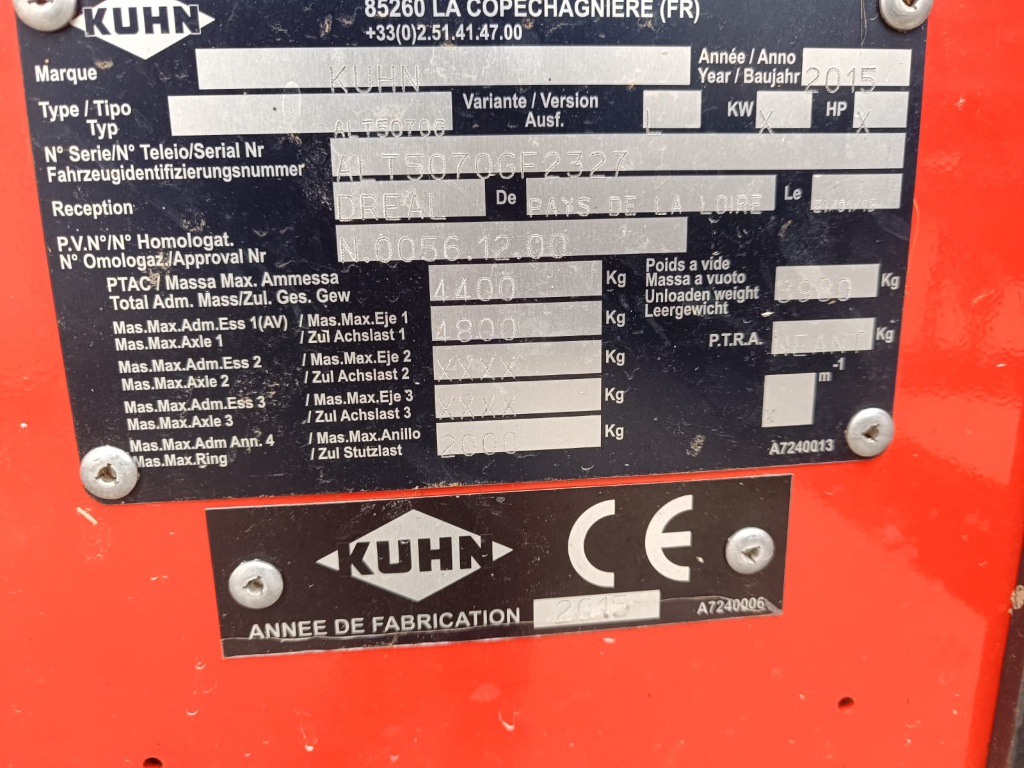 KUHN
85260 LA COPECHAGNIERE (FR)
+33(0)2.51.41.47.00
Marque KUHN Année / Anno
Year / Baujahr 2015
Type / Tipo
Typ ALT5070G Variante / Version
Ausf. L KW X HP X
N° Serie/N° Teleio/Serial Nr
Fahrzeugidentifizierungsnummer ALT5070GF2327
Reception DREAL De PAYS DE LA LOIRE Le
P.V.N°/N° Homologat.
N° Omologaz./Approval Nr N.0056.12.00
PTAC / Massa Max. Ammessa
Total Adm. Mass/Zul. Ges. Gew 4400 Kg
Poids a vide
Massa a vuoto
Unloaden weight
Leergewicht Kg
Mas.Max.Adm.Ess 1(AV) / Mas.Max.Eje 1
Mas.Max.Axle 1 / Zul Achslast 1 4800 Kg
P.T.R.A. NEANT Kg
Mas.Max.Adm.Ess 2 / Mas.Max.Eje 2
Mas.Max.Axle 2 / Zul Achslast 2 XXXX Kg
m-1
X
Mas.Max.Adm.Ess 3 / Mas.Max.Eje 3
Mas.Max.Axle 3 / Zul Achslast 3 XXXX Kg
Mas.Max.Adm Ann. 4 / Mas.Max.Anillo
Mas.Max.Ring / Zul Stutzlast 2000 Kg
A7240013
KUHN CE
ANNEE DE FABRICATION 2015 A7240006